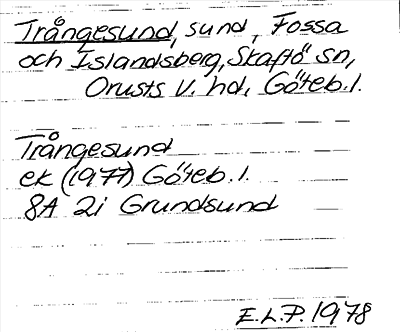 Trångesund, sund, Fossa
och Islandsberg, Skaftö sn,
Orusts V. hd, Göteb.l.
Trångesund
ek (1977) Göteb.l.
8A 2i Grundsund
E.L.P. 1978